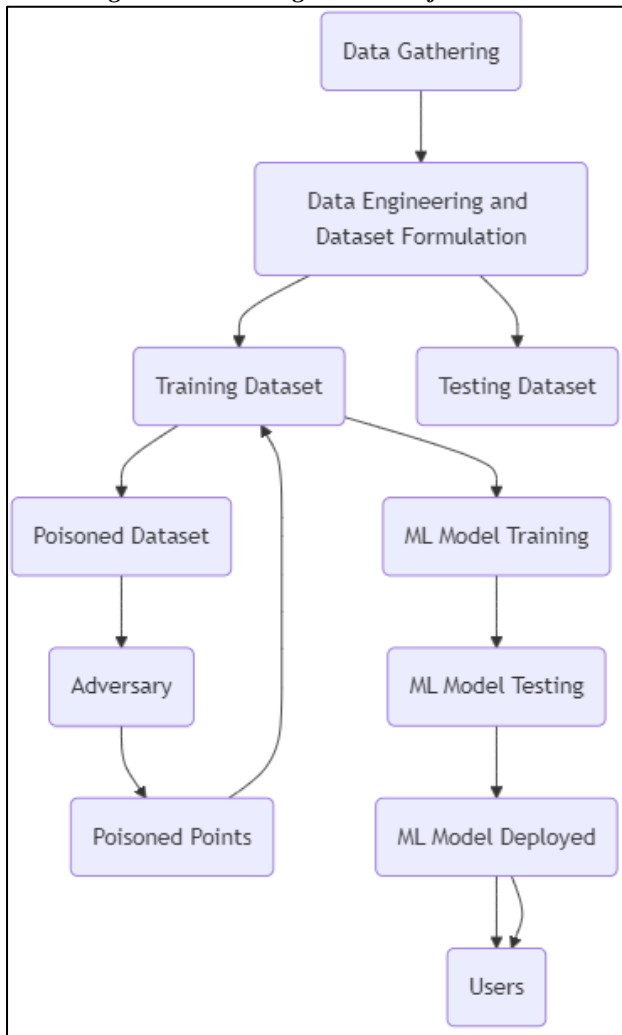 Data Gathering
Data Engineering and
Dataset Formulation
Training Dataset
Testing Dataset
Poisoned Dataset
ML Model Training
Adversary
ML Model Testing
Poisoned Points
ML Model Deployed
Users